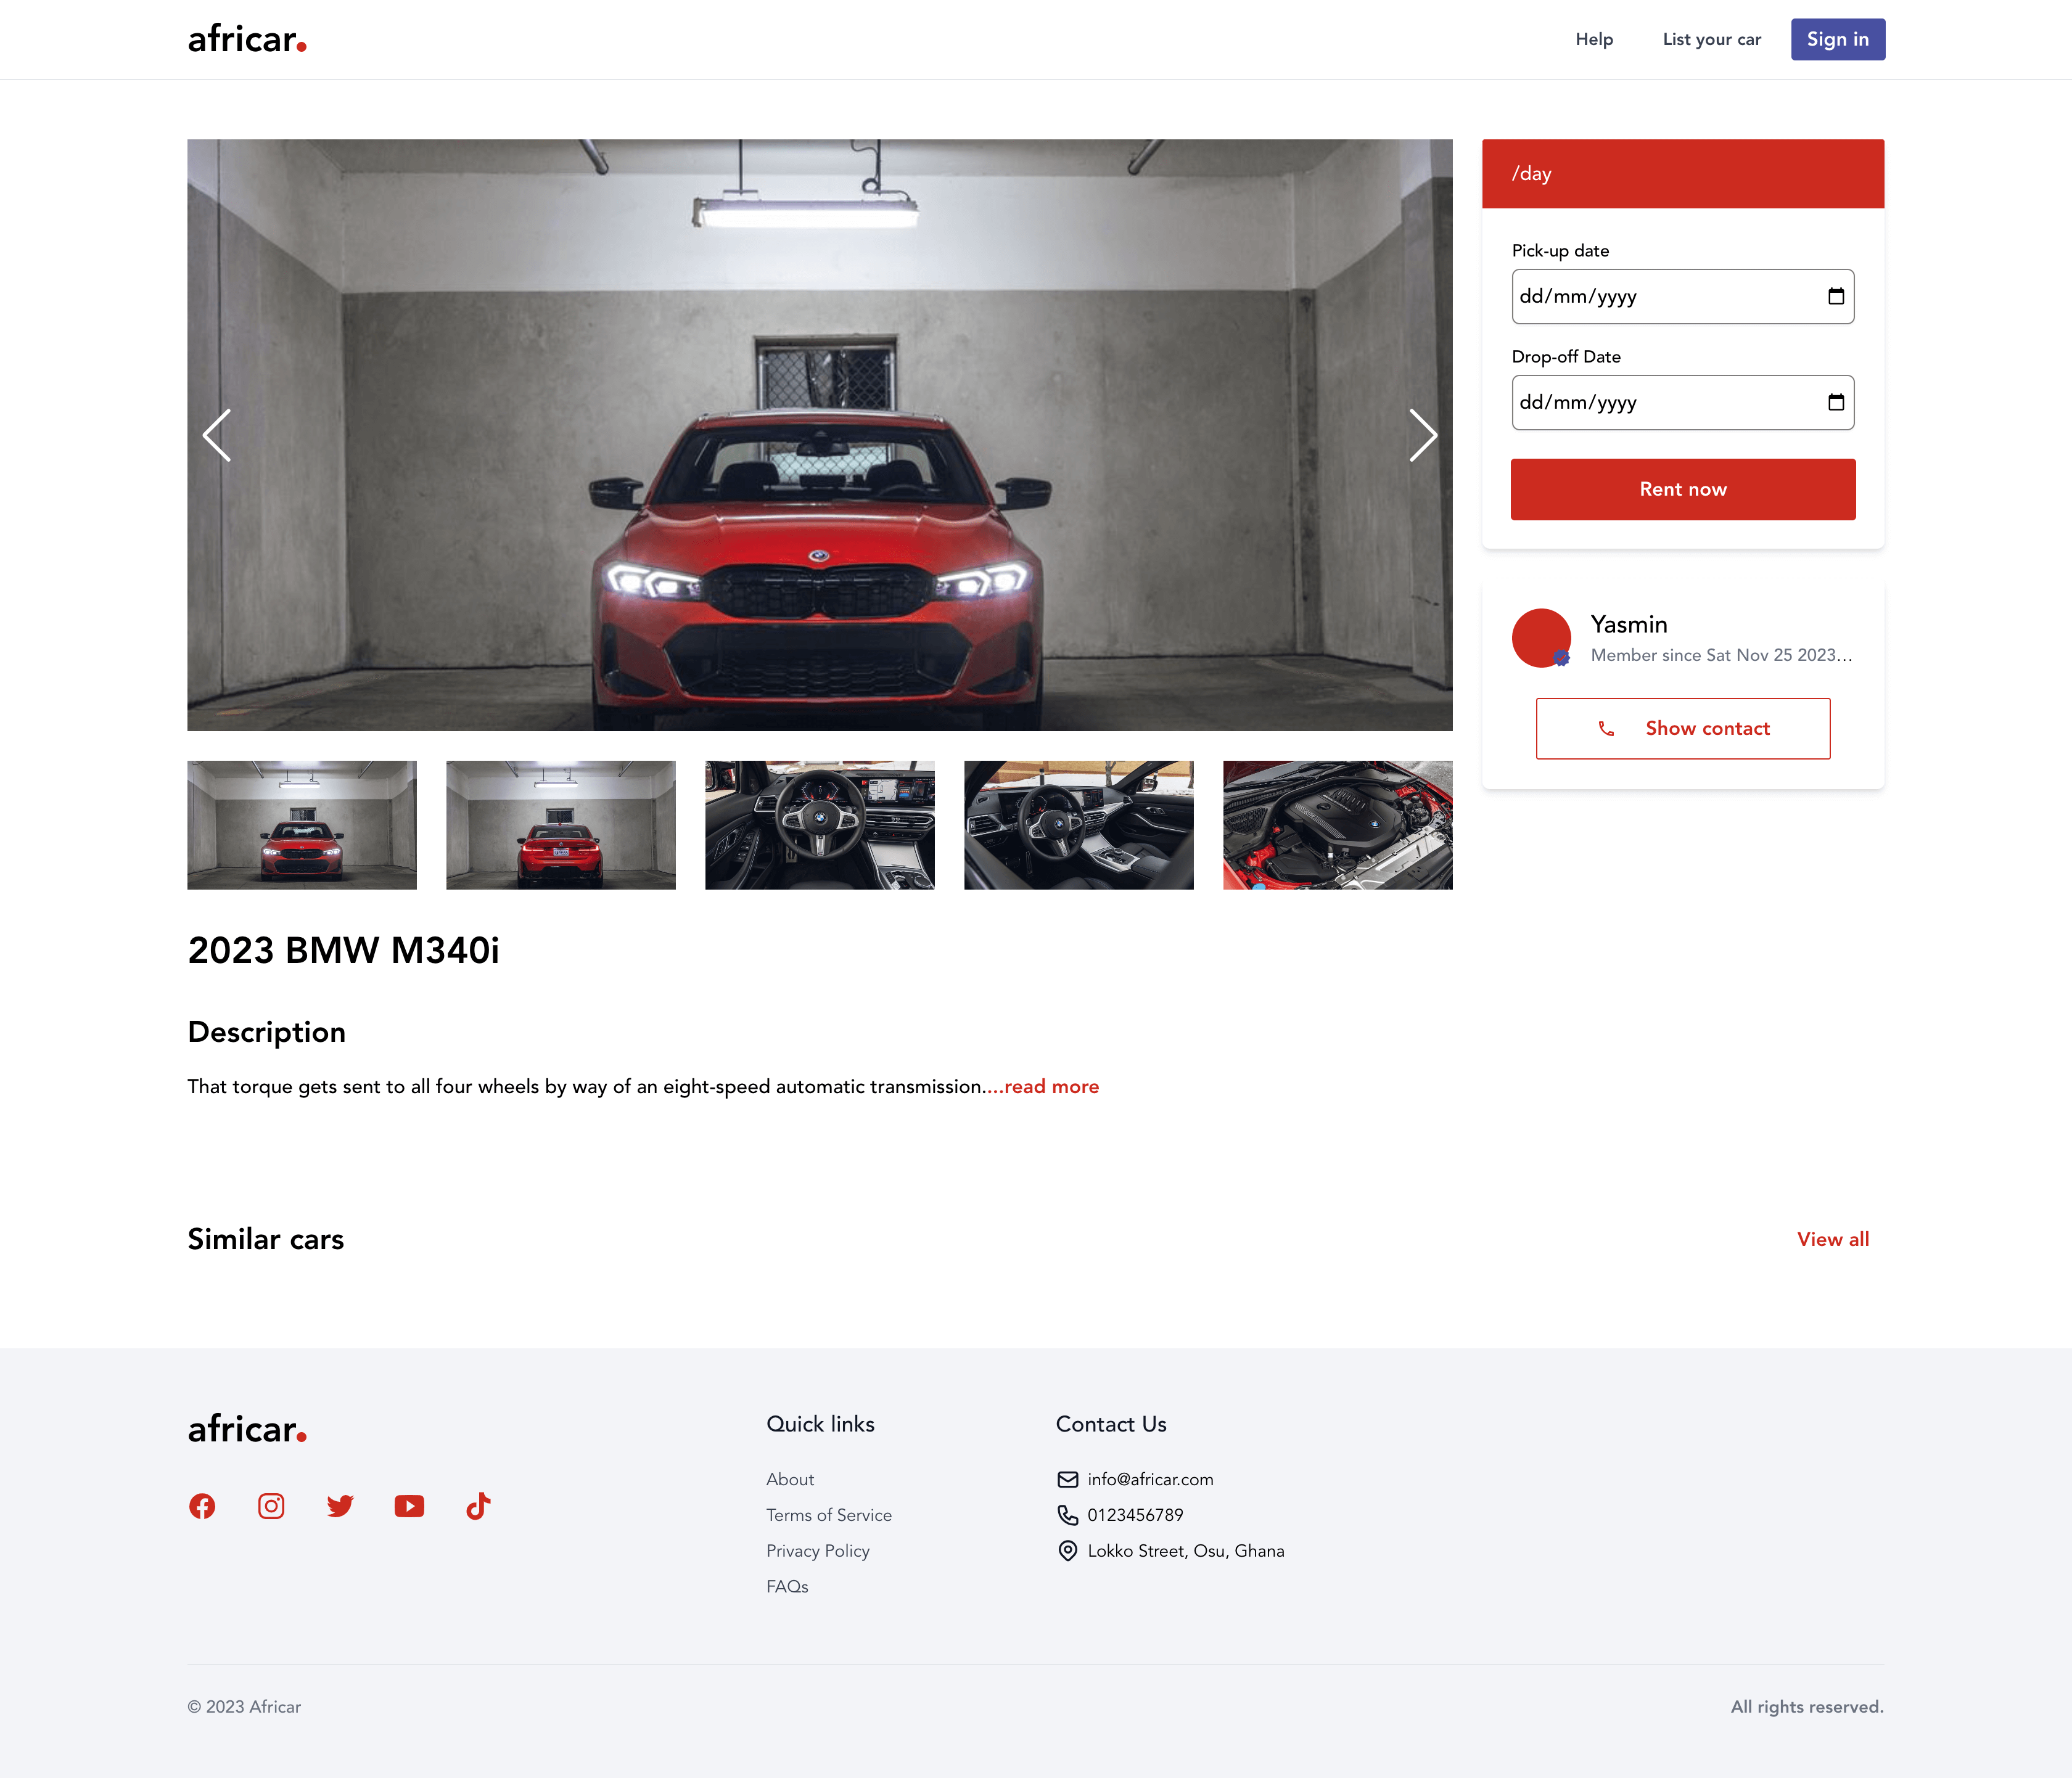 africar.
Help
List your car
Sign in
/day
Pick-up date
dd/mm/yyyy
Drop-off Date
dd/mm/yyyy
Rent now
Yasmin
Member since Sat Nov 25 2023...
Show contact
2023 BMW M340i
Description
That torque gets sent to all four wheels by way of an eight-speed automatic transmission....read more
Similar cars
View all
africar.
Quick links
About
Terms of Service
Privacy Policy
FAQs
Contact Us
info@africar.com
0123456789
Lokko Street, Osu, Ghana
© 2023 Africar
All rights reserved.